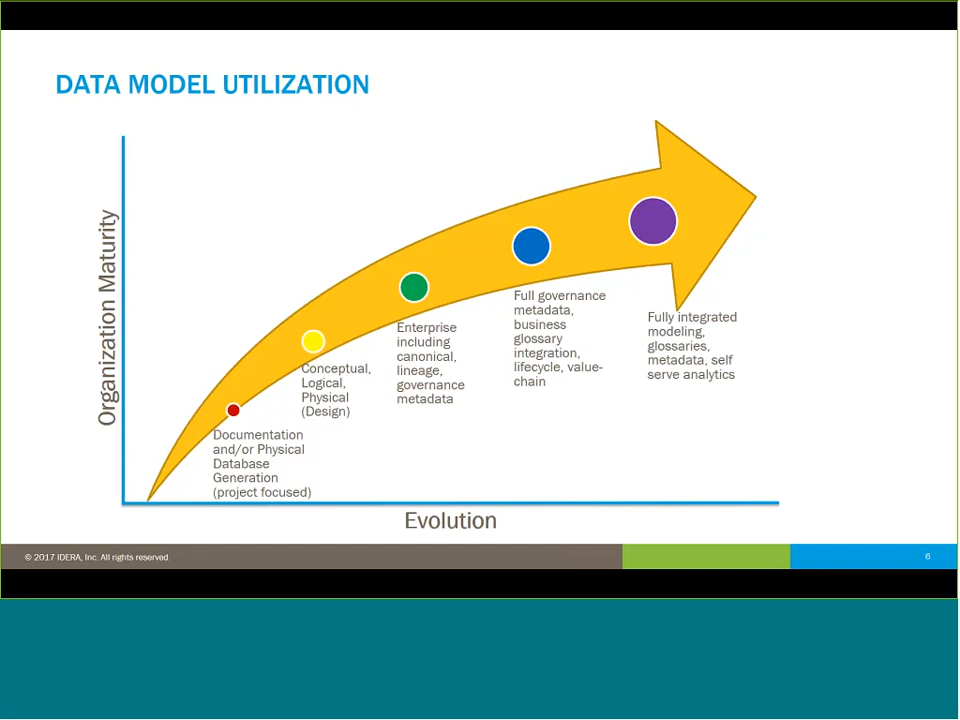 DATA MODEL UTILIZATION
Organization Maturity
Documentation
and/or Physical
Database
Generation
(project focused)
Conceptual,
Logical,
Physical
(Design)
Enterprise
including
canonical,
lineage,
governance
metadata
Full governance
metadata,
business
glossary
integration,
lifecycle, value-
chain
Fully integrated
modeling,
glossaries,
metadata, self
serve analytics
Evolution
© 2017 IDERA, Inc. All rights reserved.
6